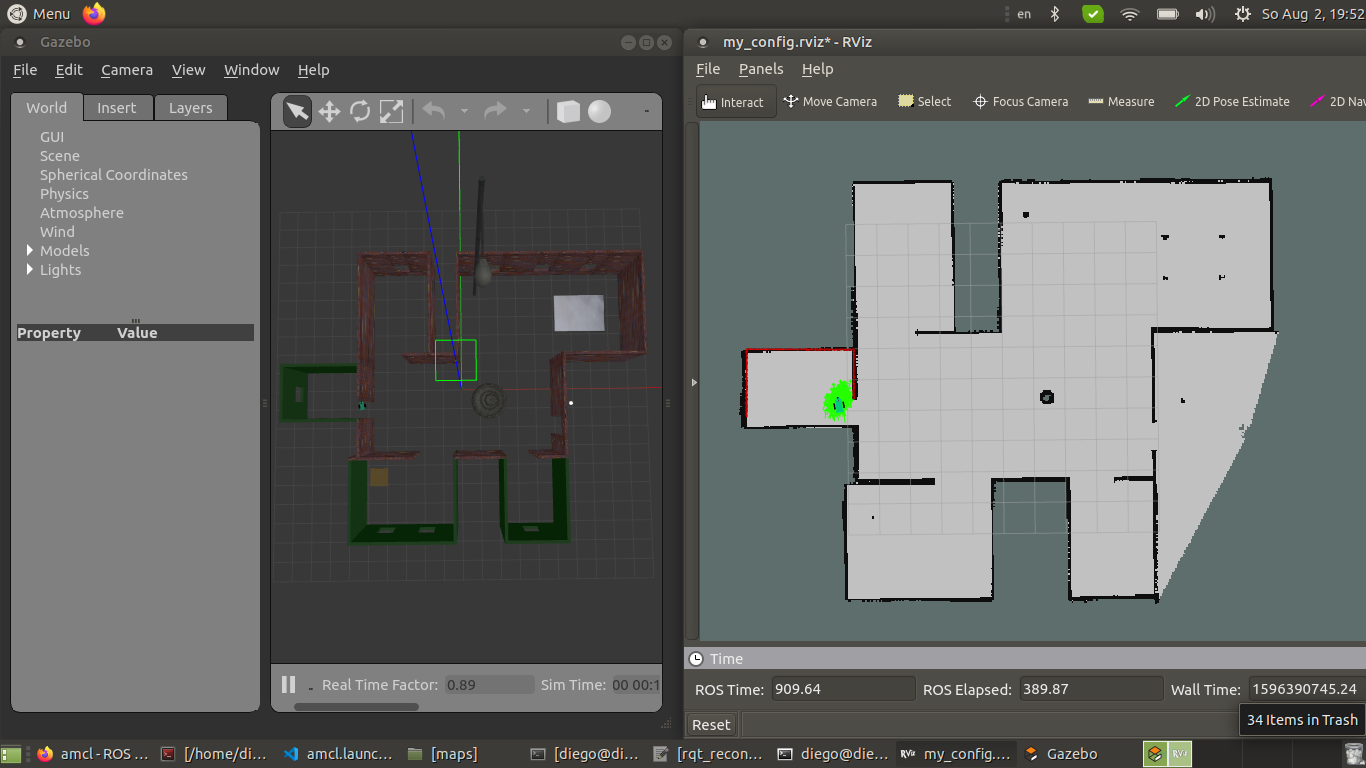 Menu
en
So Aug 2, 19:52
Gazebo
File Edit Camera View Window Help
World Insert Layers
GUI
Scene
Spherical Coordinates
Physics
Atmosphere
Wind
Models
Lights
Property Value
Real Time Factor: 0.89 Sim Time: 00 00:1
my_config.rviz* - RViz
File Panels Help
Interact Move Camera Select Focus Camera Measure 2D Pose Estimate 2D Nav
Time
ROS Time: 909.64 ROS Elapsed: 389.87 Wall Time: 1596390745.24
Reset
34 Items in Trash
amcl - ROS ... [/home/di... amcl.launc... [maps] [diego@di... [rqt_recon... diego@die... RViz my_config.... Gazebo RViz